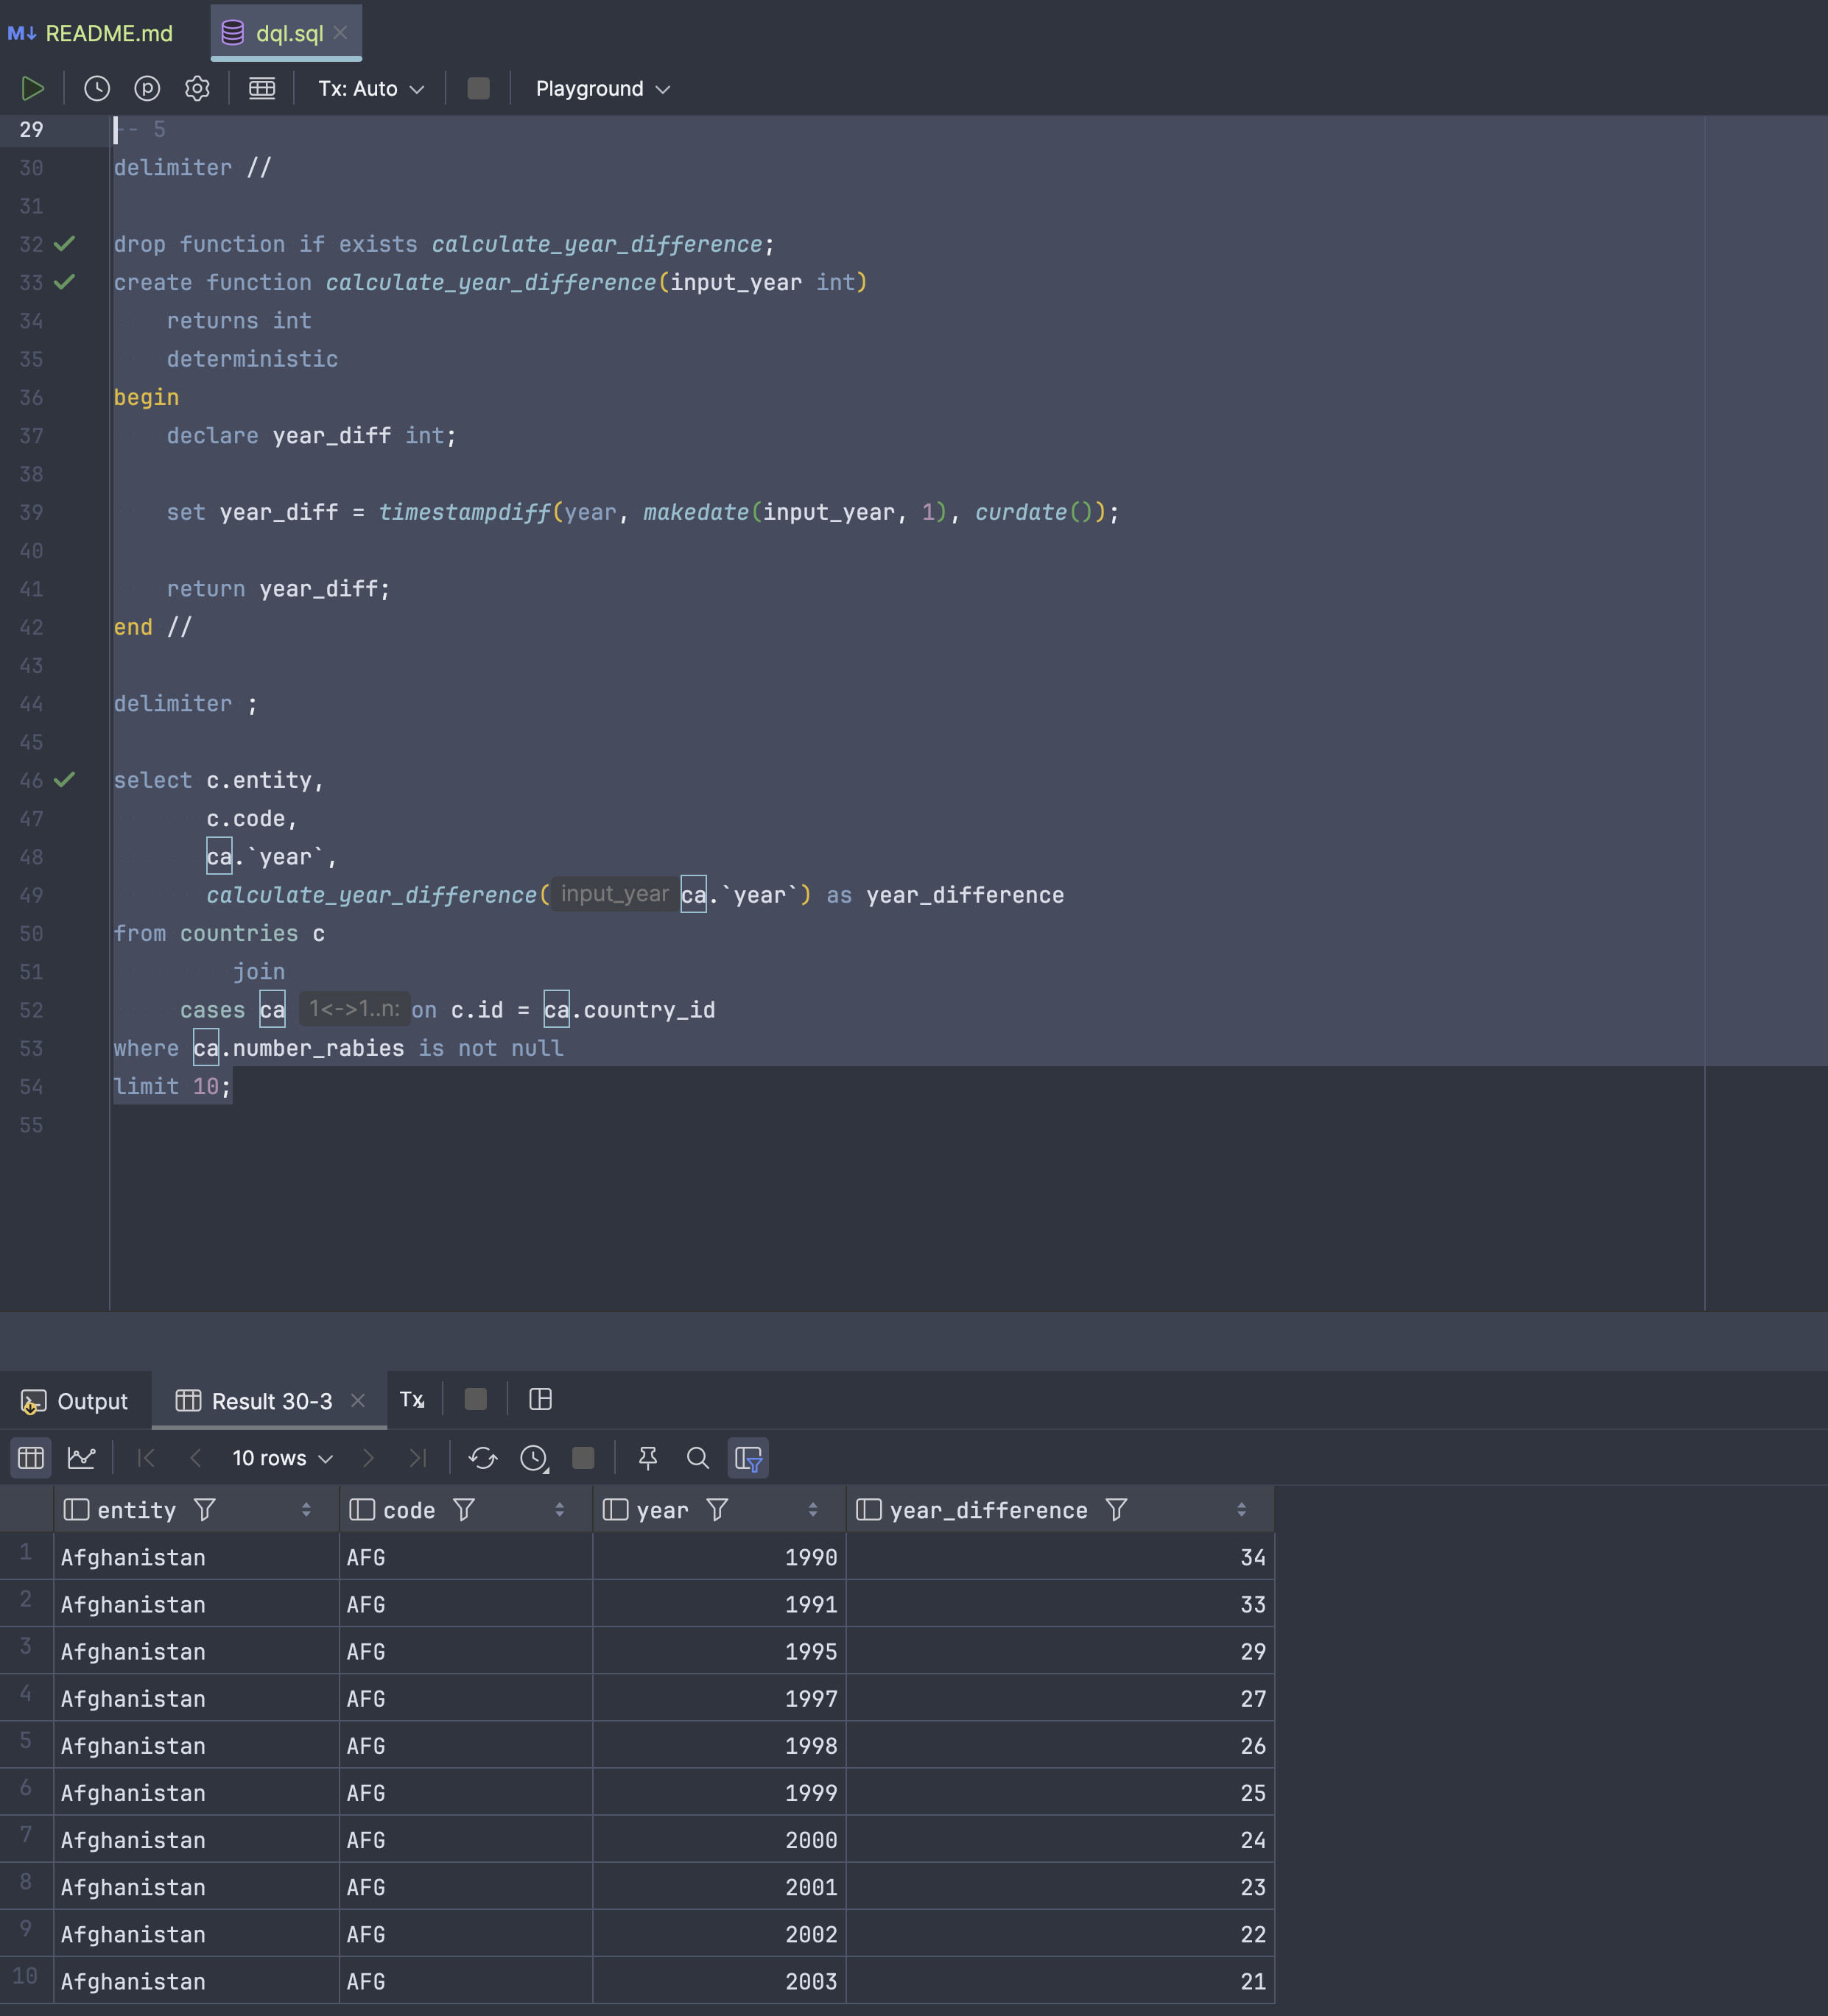 M↓ README.md dql.sql
Tx: Auto Playground
29 -- 5
30 delimiter //
31
32 drop function if exists calculate_year_difference;
33 create function calculate_year_difference(input_year int)
34     returns int
35     deterministic
36 begin
37     declare year_diff int;
38
39     set year_diff = timestampdiff(year, makedate(input_year, 1), curdate());
40
41     return year_diff;
42 end //
43
44 delimiter ;
45
46 select c.entity,
47        c.code,
48        ca.`year`,
49        calculate_year_difference( input_year ca.`year`) as year_difference
50 from countries c
51          join
52      cases ca 1<->1..n: on c.id = ca.country_id
53 where ca.number_rabies is not null
54 limit 10;
55
Output Result 30-3 Tx
10 rows
entity code year year_difference
1 Afghanistan AFG 1990 34
2 Afghanistan AFG 1991 33
3 Afghanistan AFG 1995 29
4 Afghanistan AFG 1997 27
5 Afghanistan AFG 1998 26
6 Afghanistan AFG 1999 25
7 Afghanistan AFG 2000 24
8 Afghanistan AFG 2001 23
9 Afghanistan AFG 2002 22
10 Afghanistan AFG 2003 21